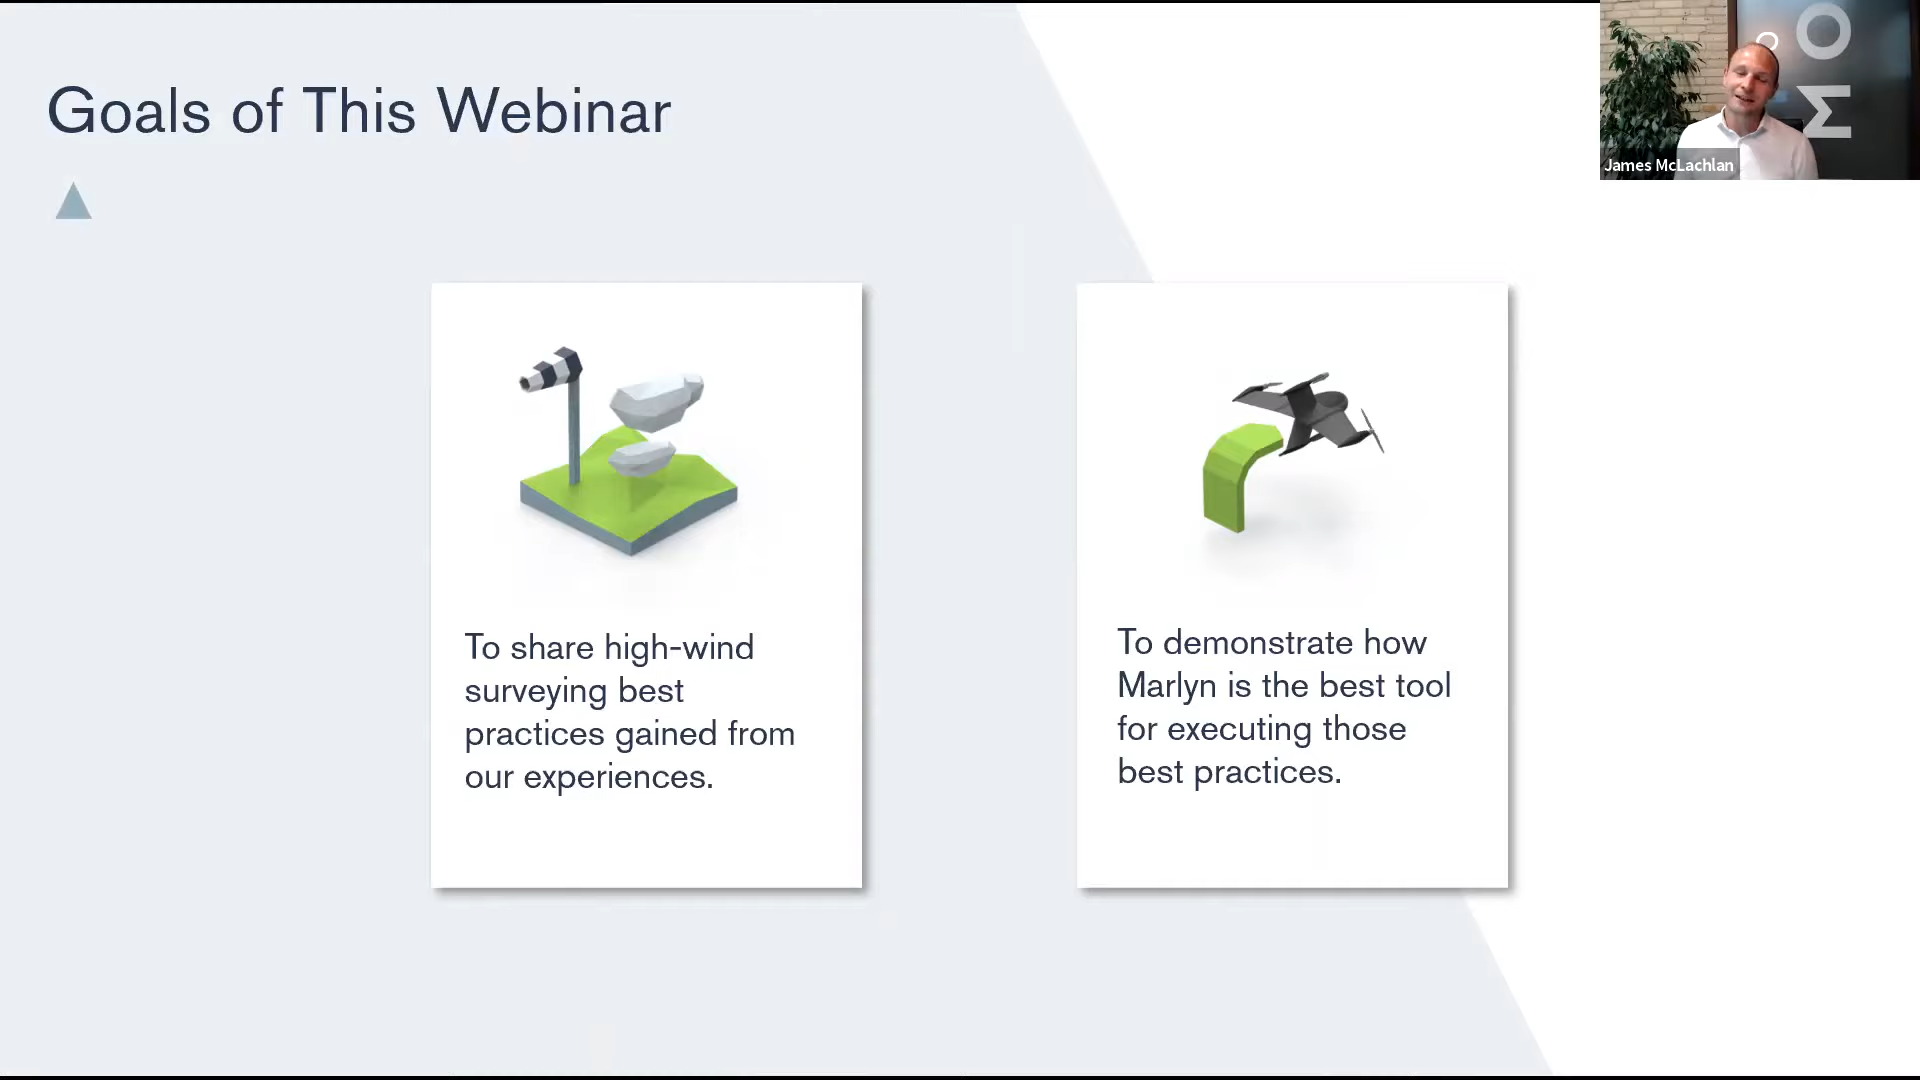 Goals of This Webinar
James McLachlan
To share high-wind
surveying best
practices gained from
our experiences.
To demonstrate how
Marlyn is the best tool
for executing those
best practices.